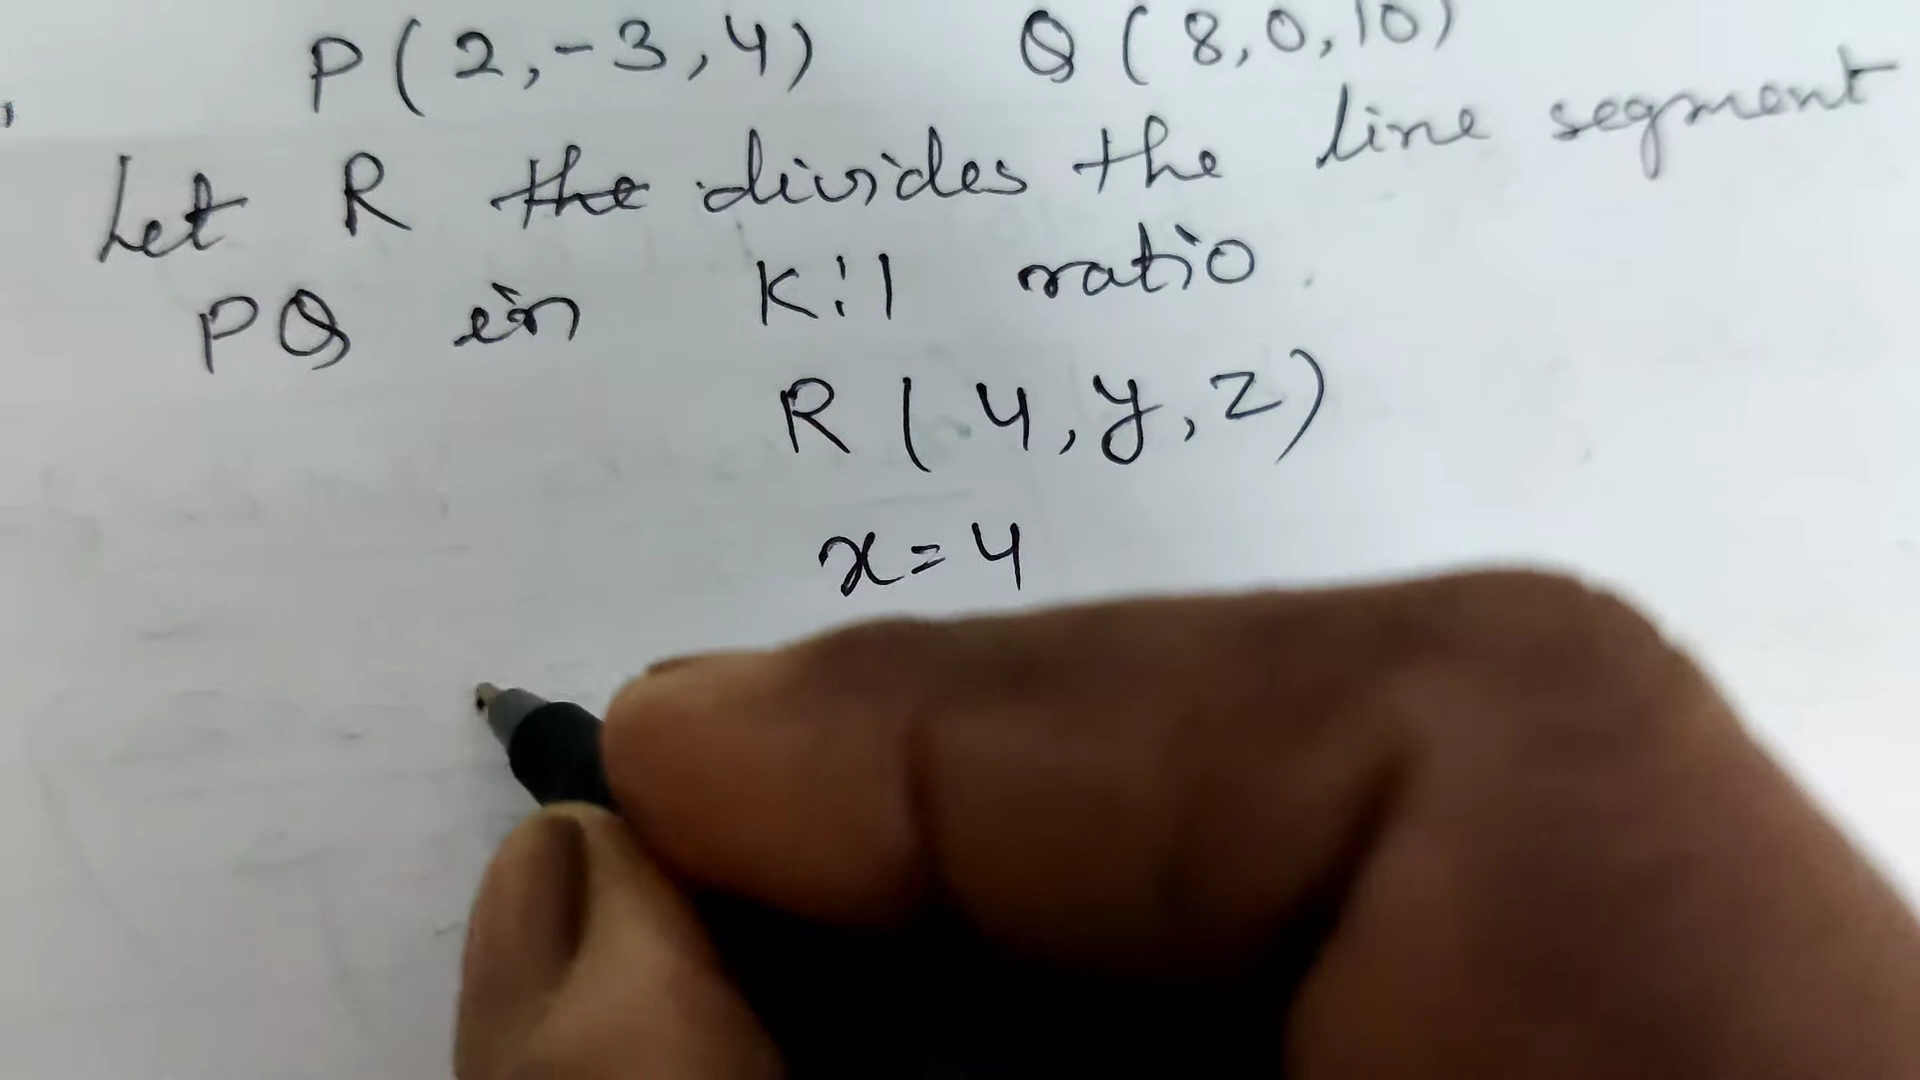 P(2,-3,4) Q(8,0,10)
Let R the divides the line segment
PQ in K:1 ratio.
R(4,y,z)
x=4